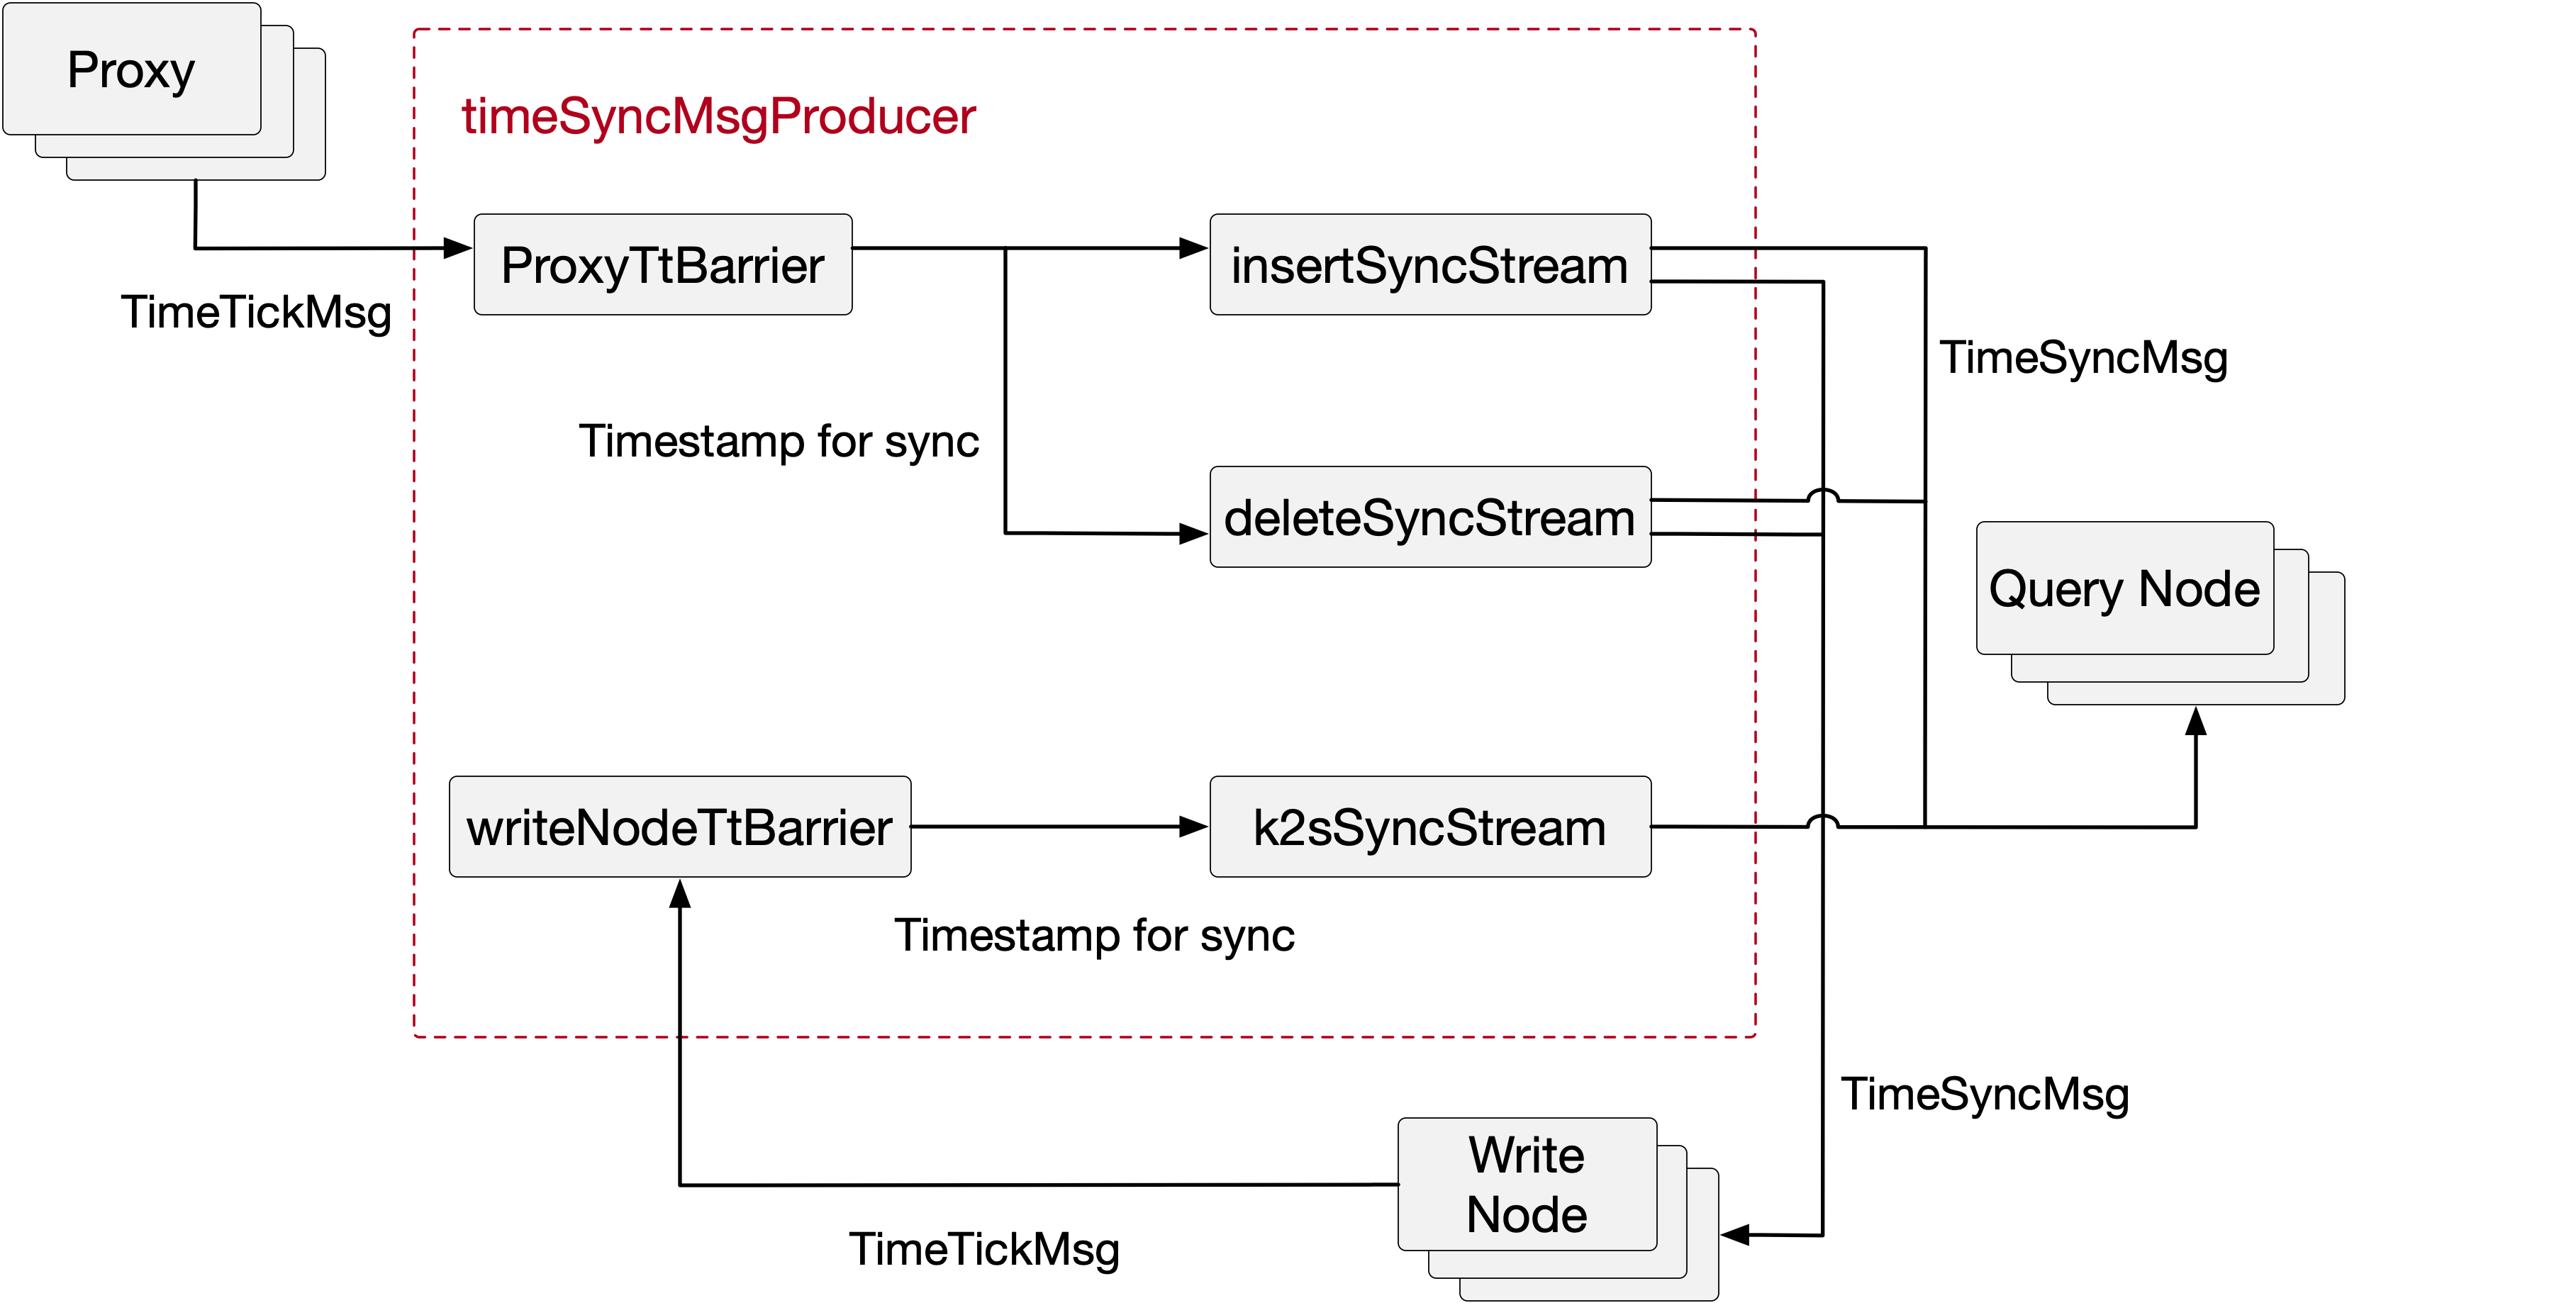 Proxy
timeSyncMsgProducer
ProxyTtBarrier
insertSyncStream
TimeTickMsg
TimeSyncMsg
Timestamp for sync
deleteSyncStream
Query Node
writeNodeTtBarrier
k2sSyncStream
Timestamp for sync
TimeSyncMsg
Write
Node
TimeTickMsg